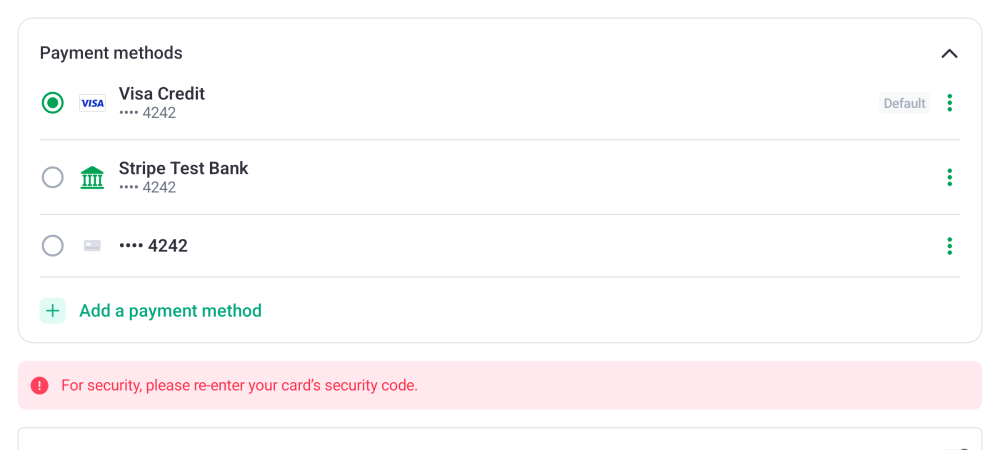 Payment methods
VISA
Visa Credit
•••• 4242
Default
Stripe Test Bank
•••• 4242
•••• 4242
Add a payment method
For security, please re-enter your card's security code.